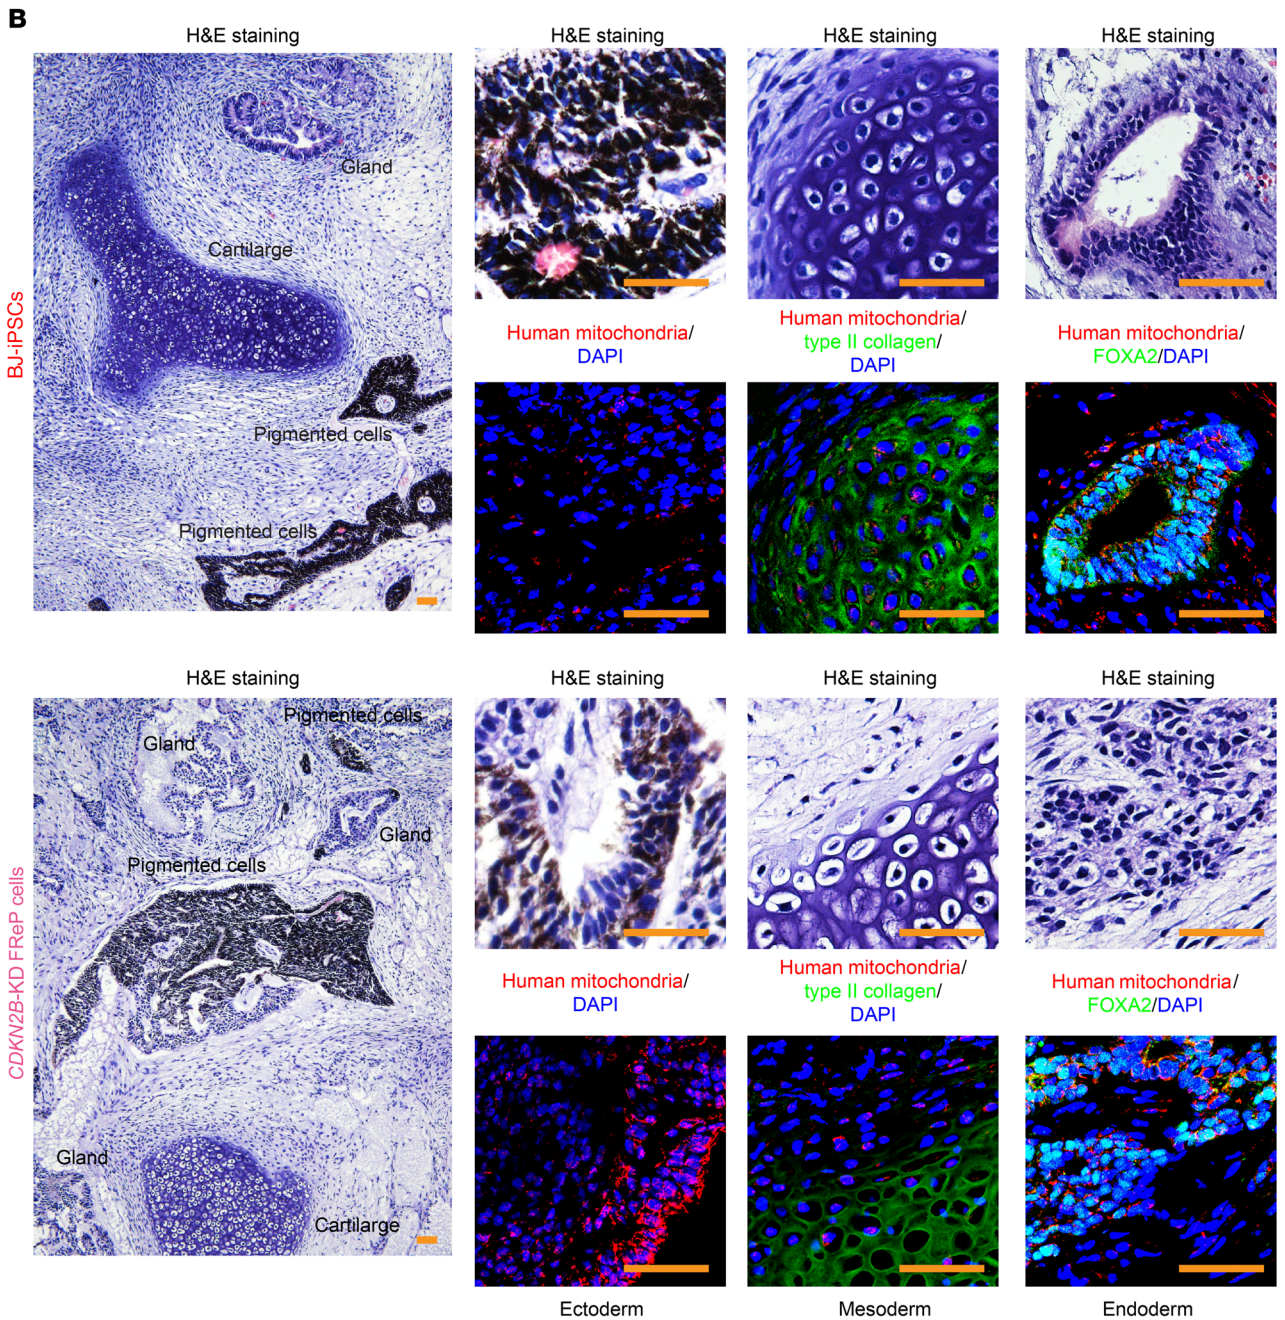 B
H&E staining
H&E staining
H&E staining
H&E staining
BJ-iPSCs
Gland
Cartilarge
Pigmented cells
Pigmented cells
Human mitochondria/
DAPI
Human mitochondria/
type II collagen/
DAPI
Human mitochondria/
FOXA2/DAPI
H&E staining
H&E staining
H&E staining
H&E staining
CDKN2B-KD FReP cells
Pigmented cells
Gland
Gland
Pigmented cells
Gland
Cartilarge
Human mitochondria/
DAPI
Human mitochondria/
type II collagen/
DAPI
Human mitochondria/
FOXA2/DAPI
Ectoderm
Mesoderm
Endoderm